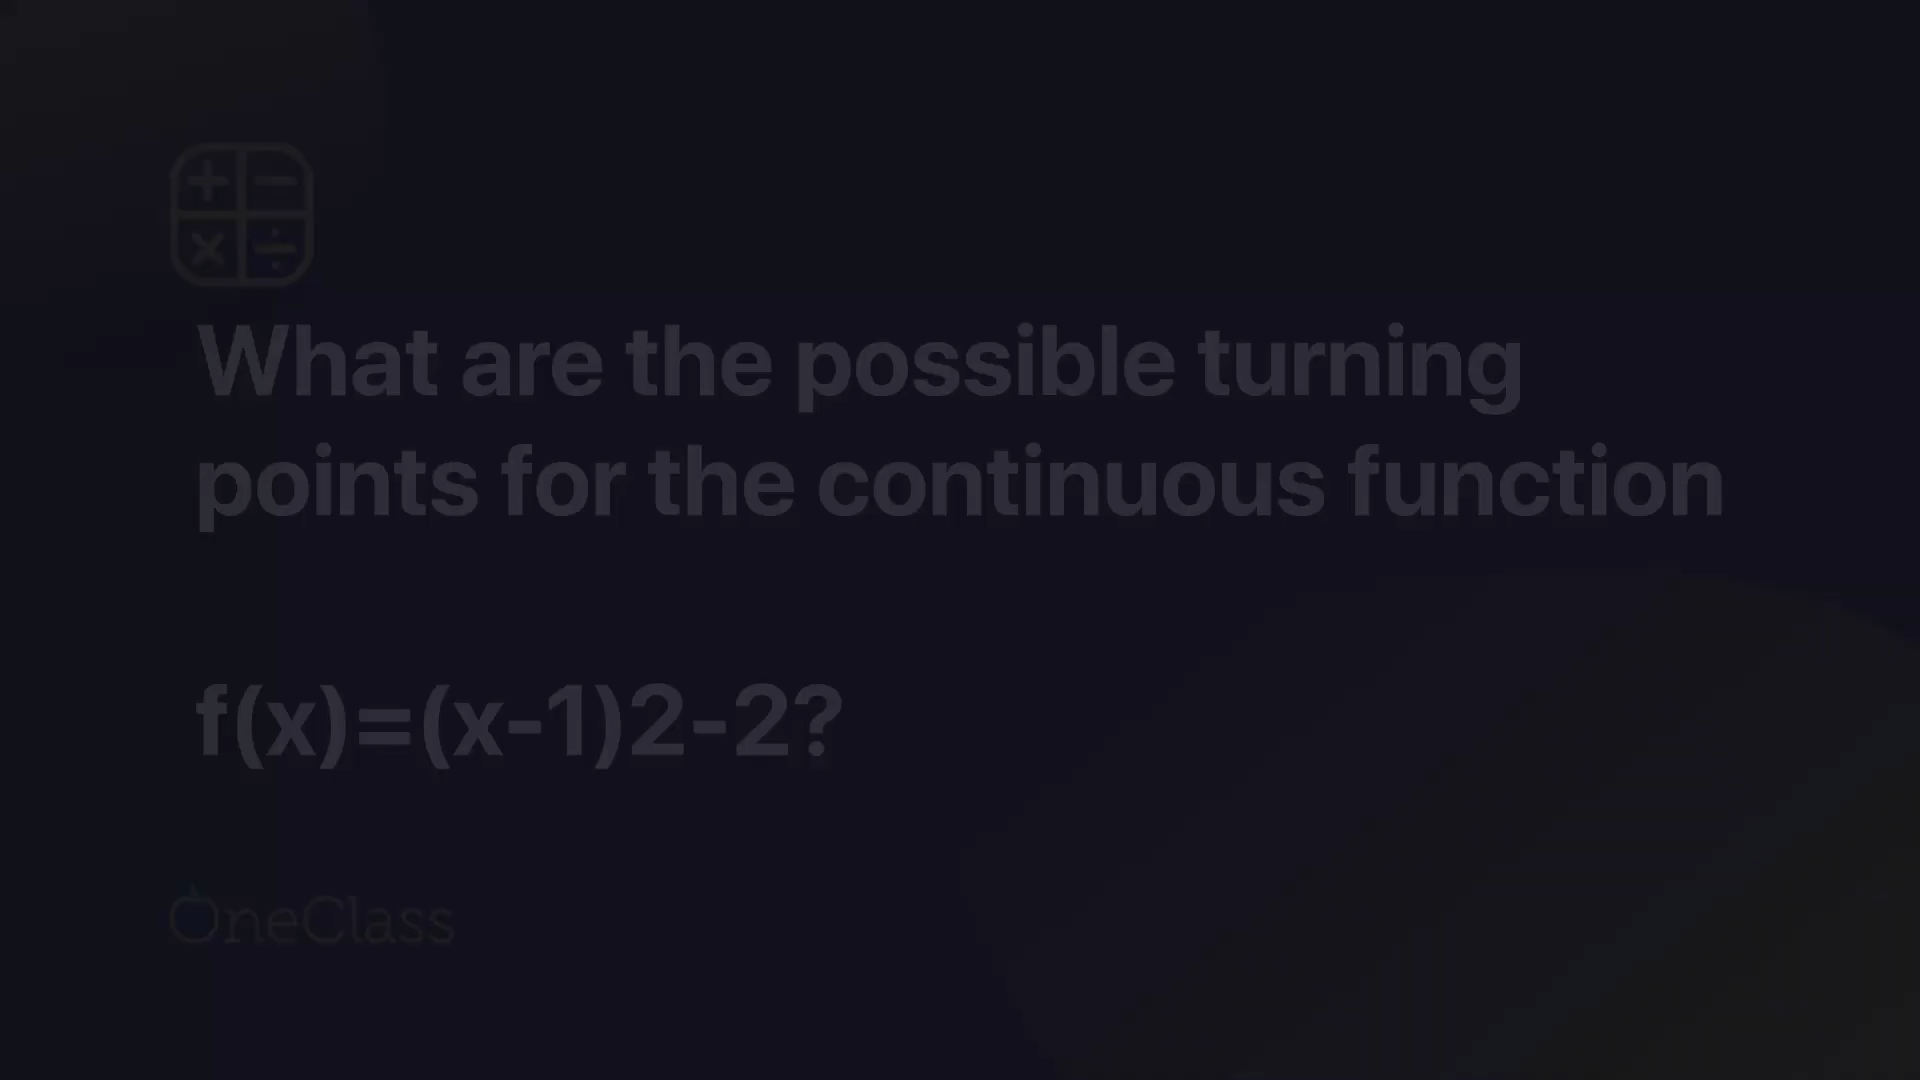 What are the possible turning
points for the continuous function
f(x)=(x-1)2-2?
OneClass